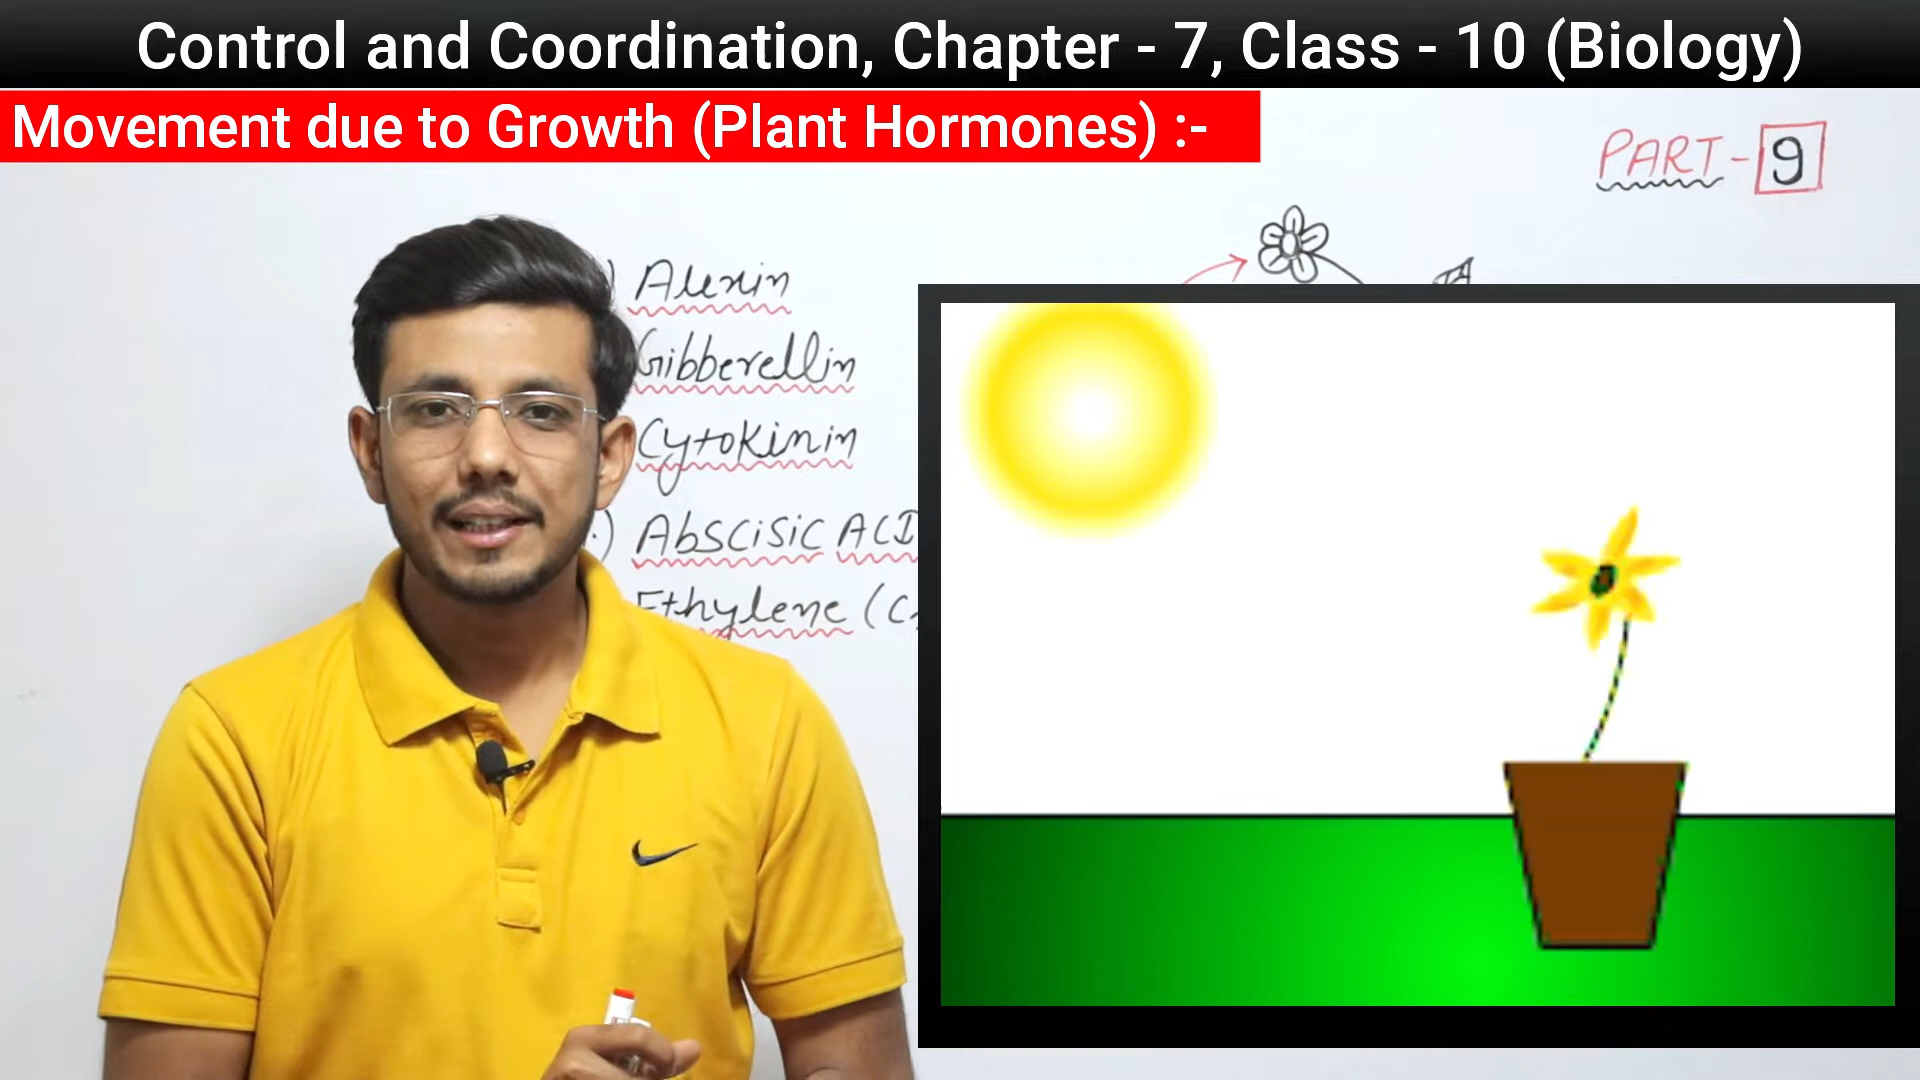 Control and Coordination, Chapter - 7, Class - 10 (Biology)
Movement due to Growth (Plant Hormones) :-
PART-9
) Auxin
Gibberellin
Cytokinin
.) Abscisic ACI
Ethylene (C